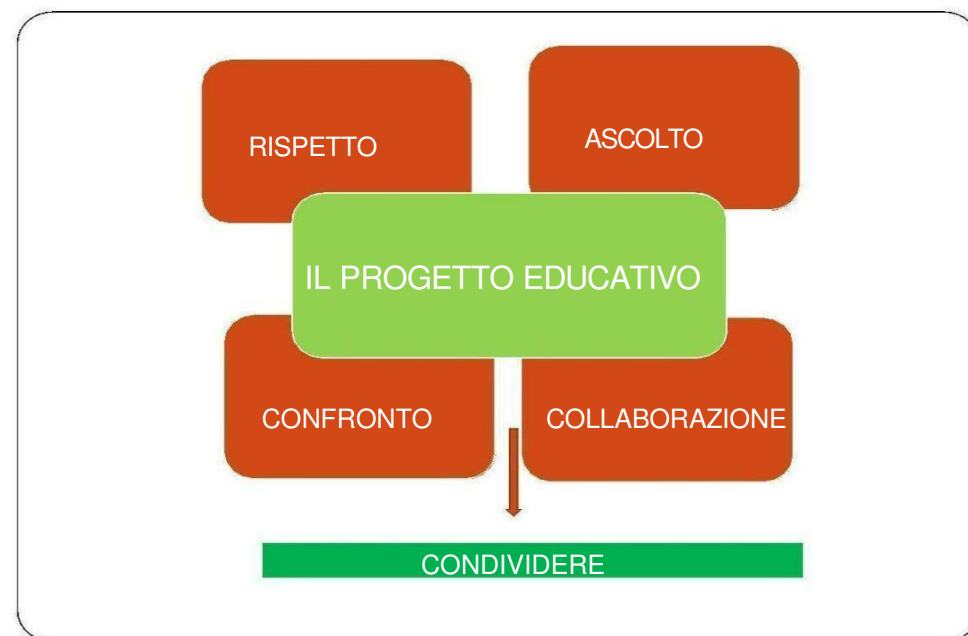 RISPETTO
ASCOLTO
IL PROGETTO EDUCATIVO
CONFRONTO
COLLABORAZIONE
CONDIVIDERE